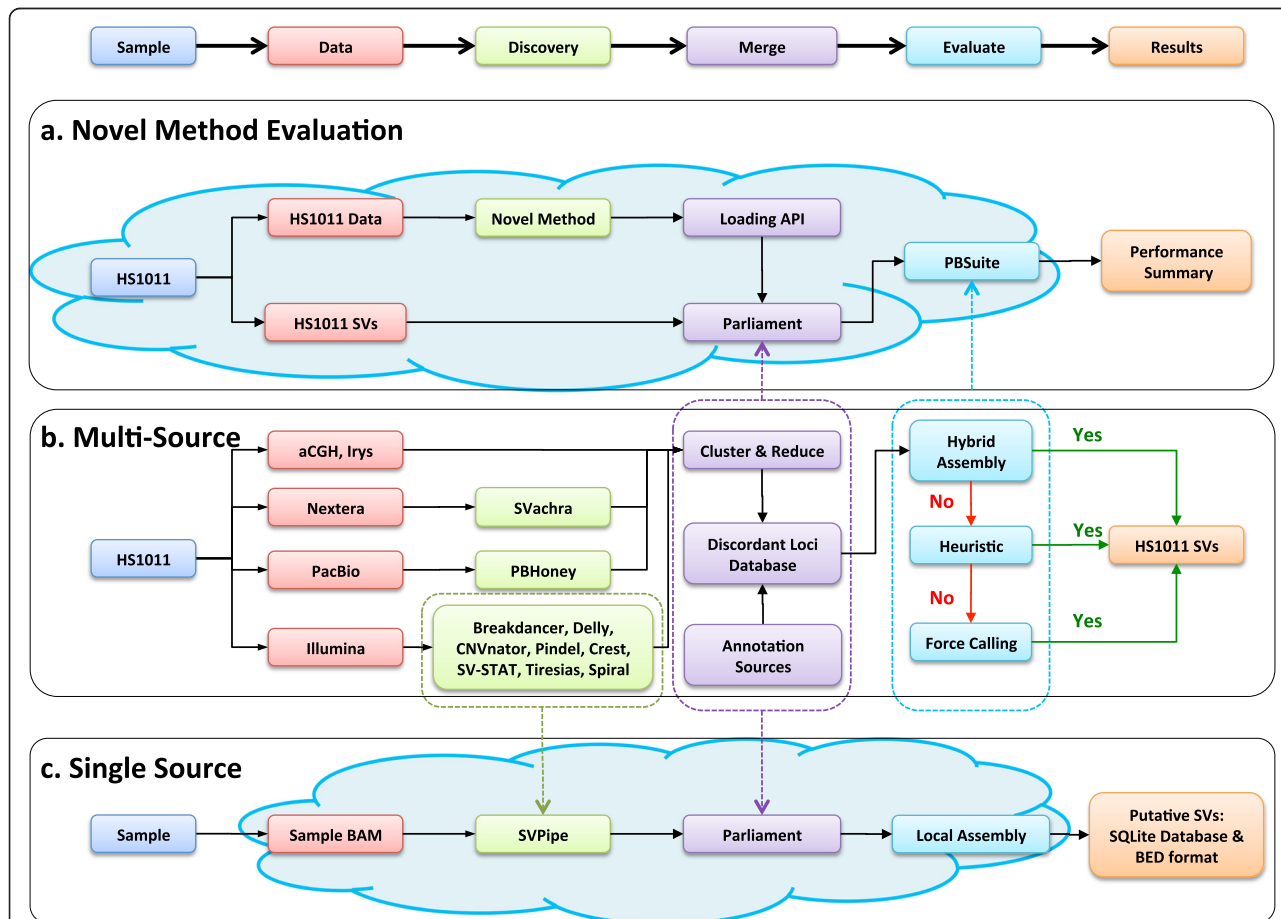 Sample
Data
Discovery
Merge
Evaluate
Results
a. Novel Method Evaluation
HS1011 Data
Novel Method
Loading API
HS1011
PBSuite
Performance
Summary
HS1011 SVs
Parliament
b. Multi-Source
aCGH, Irys
Cluster & Reduce
Hybrid
Assembly
Yes
No
Nextera
SVachra
HS1011
Discordant Loci
Database
Heuristic
Yes
HS1011 SVs
PacBio
PBHoney
No
Illumina
Breakdancer, Delly,
CNVnator, Pindel, Crest,
SV-STAT, Tiresias, Spiral
Annotation
Sources
Force Calling
Yes
c. Single Source
Sample
Sample BAM
SVPipe
Parliament
Local Assembly
Putative SVs:
SQLite Database &
BED format